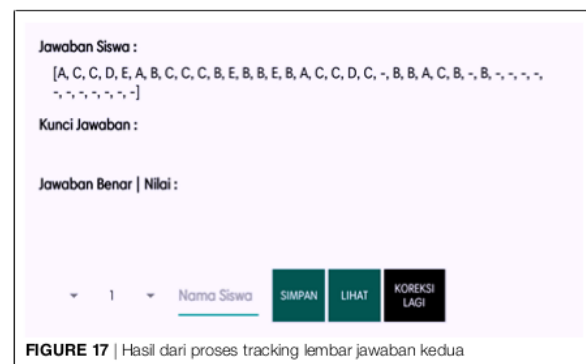 Jawaban Siswa :
[A, C, C, D, E, A, B, C, C, C, B, E, B, B, E, B, A, C, C, D, C, -, B, B, A, C, B, -, B, -, -, -, -,
-, -, -, -, -, -, -]
Kunci Jawaban :
Jawaban Benar | Nilai :
1 Nama Siswa SIMPAN LIHAT KOREKSI
LAGI
FIGURE 17 | Hasil dari proses tracking lembar jawaban kedua